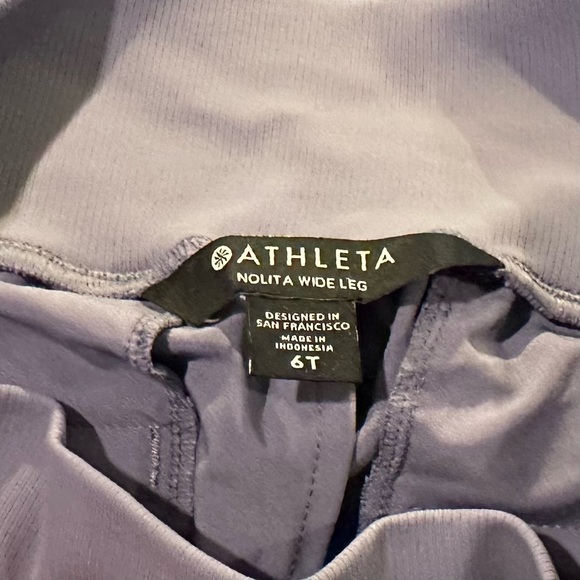 ATHLETA
NOLITA WIDE LEG
DESIGNED IN
SAN FRANCISCO
MADE IN
INDONESIA
6T